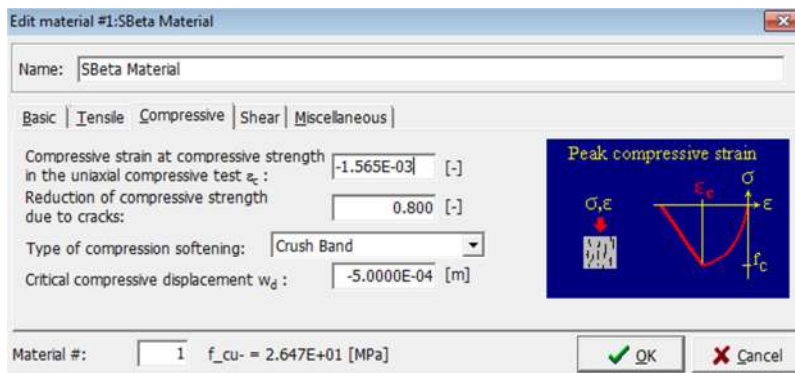 Edit material #1:SBeta Material
Name: SBeta Material
Basic Tensile Compressive Shear Miscellaneous
Compressive strain at compressive strength
in the uniaxial compressive test εc : -1.565E-03 [-]
Reduction of compressive strength
due to cracks: 0.800 [-]
Type of compression softening: Crush Band
Critical compressive displacement wd : -5.0000E-04 [m]
Peak compressive strain
σ
εc
ε
σ,ε
fc
Material #: 1 f_cu- = 2.647E+01 [MPa]
OK Cancel